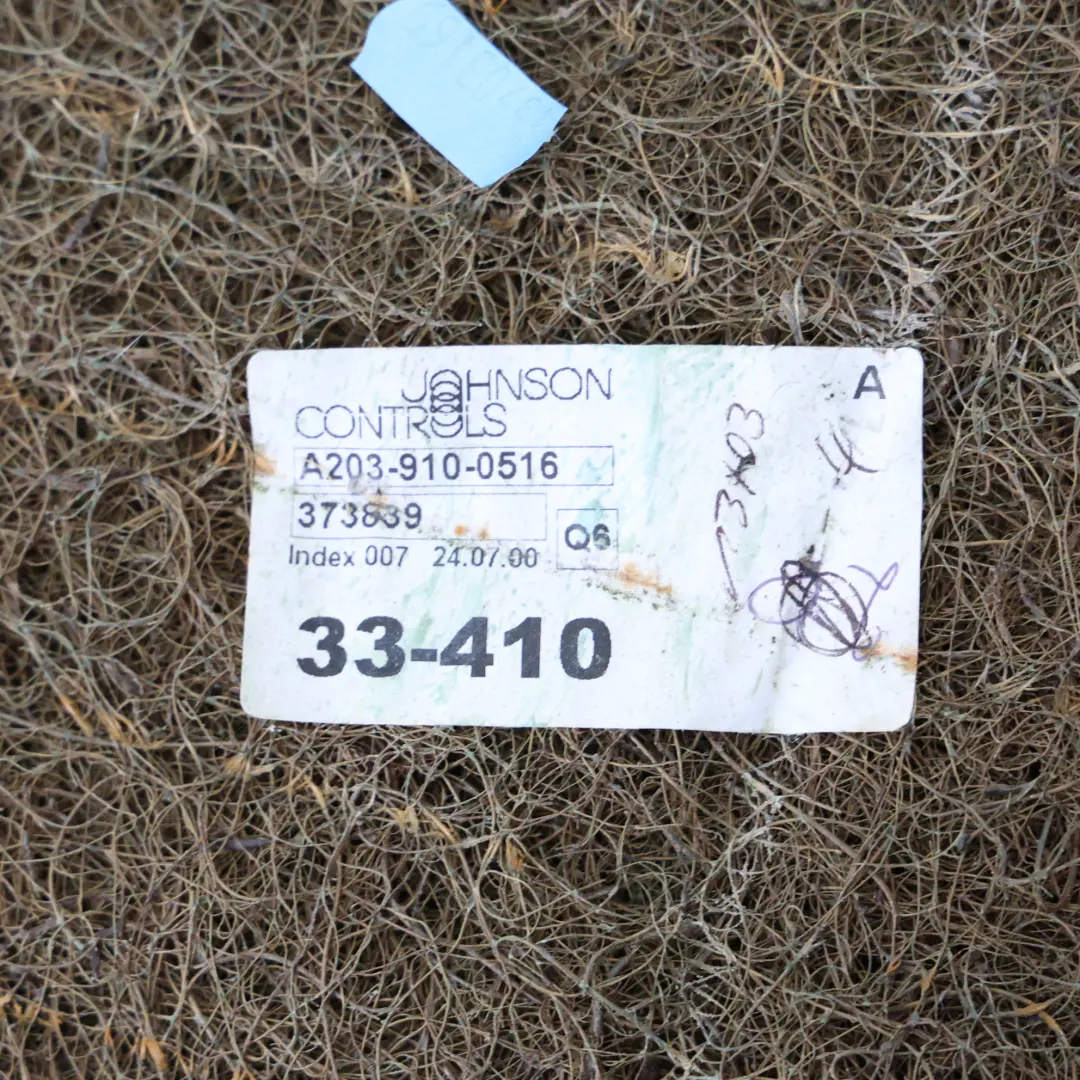 JOHNSON
CONTROLS
A
A203-910-0516
373839
Q6
Index 007 24.07.00
33-410